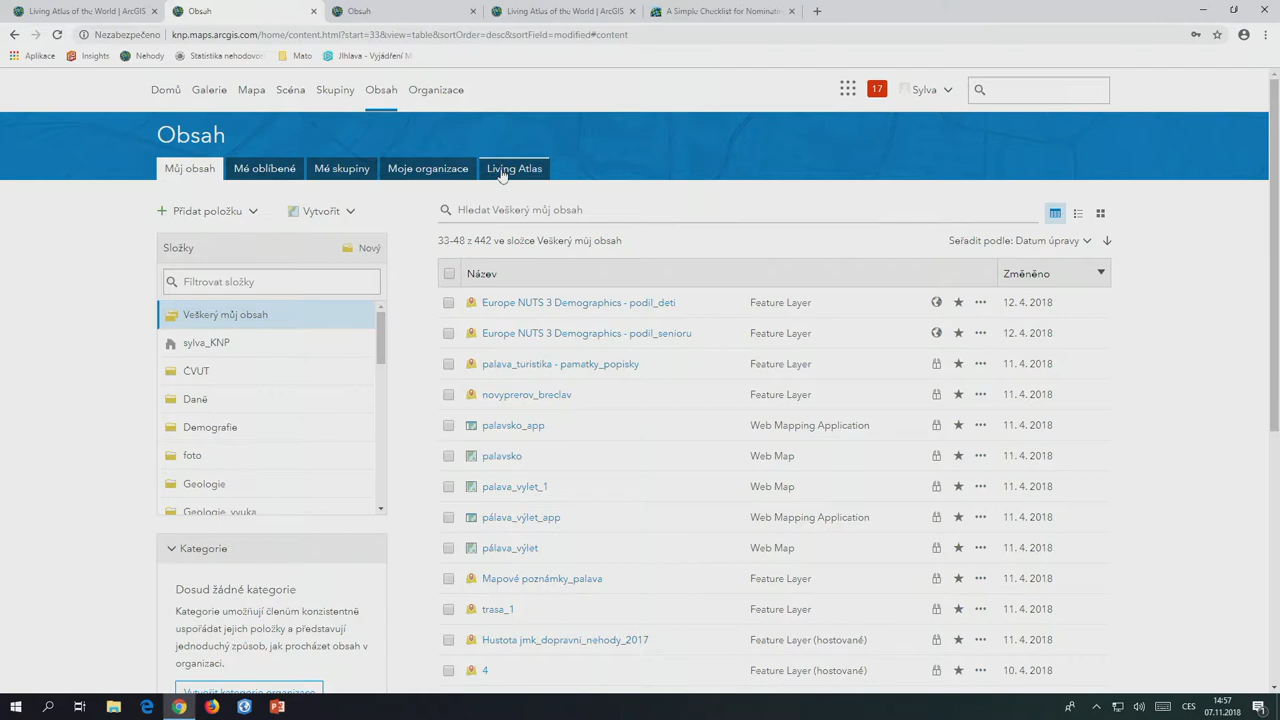 Living Atlas of the World | ArcGIS
Obsah
Obsah
Living Atlas of the World | ArcGIS
A Simple Checklist for Nominatin
Nezabezpečeno
knp.maps.arcgis.com/home/content.html?start=33&view=table&sortOrder=desc&sortField=modified#content
Aplikace
Insights
Nehody
Statistika nehodovo
Mato
JIhlava - Vyjádření M
Domů
Galerie
Mapa
Scéna
Skupiny
Obsah
Organizace
17
Sylva
Obsah
Můj obsah
Mé oblíbené
Mé skupiny
Moje organizace
Living Atlas
Přidat položku
Vytvořit
Hledat Veškerý můj obsah
33-48 z 442 ve složce Veškerý můj obsah
Seřadit podle: Datum úpravy
Složky
Nový
Filtrovat složky
Veškerý můj obsah
sylva_KNP
ČVUT
Daně
Demografie
foto
Geologie
Geologie_vyuka
Kategorie
Dosud žádné kategorie
Kategorie umožňují členům konzistentně
uspořádat jejich položky a představují
jednoduchý způsob, jak procházet obsah v
organizaci.
Vytvořit kategorie organizace
Název
Změněno
Europe NUTS 3 Demographics - podil_deti
Feature Layer
12. 4. 2018
Europe NUTS 3 Demographics - podil_senioru
Feature Layer
12. 4. 2018
palava_turistika - pamatky_popisky
Feature Layer
11. 4. 2018
novyprerov_breclav
Feature Layer
11. 4. 2018
palavsko_app
Web Mapping Application
11. 4. 2018
palavsko
Web Map
11. 4. 2018
palava_vylet_1
Web Map
11. 4. 2018
pálava_výlet_app
Web Mapping Application
11. 4. 2018
pálava_výlet
Web Map
11. 4. 2018
Mapové poznámky_palava
Feature Layer
11. 4. 2018
trasa_1
Feature Layer
11. 4. 2018
Hustota jmk_dopravni_nehody_2017
Feature Layer (hostované)
11. 4. 2018
4
Feature Layer (hostované)
10. 4. 2018
CES
14:57
07.11.2018
1